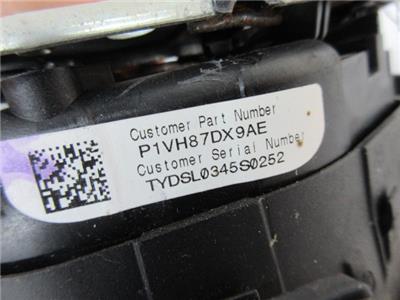 Customer Part Number
P1VH87DX9AE
Customer Serial Number
TYDSL0345S0252